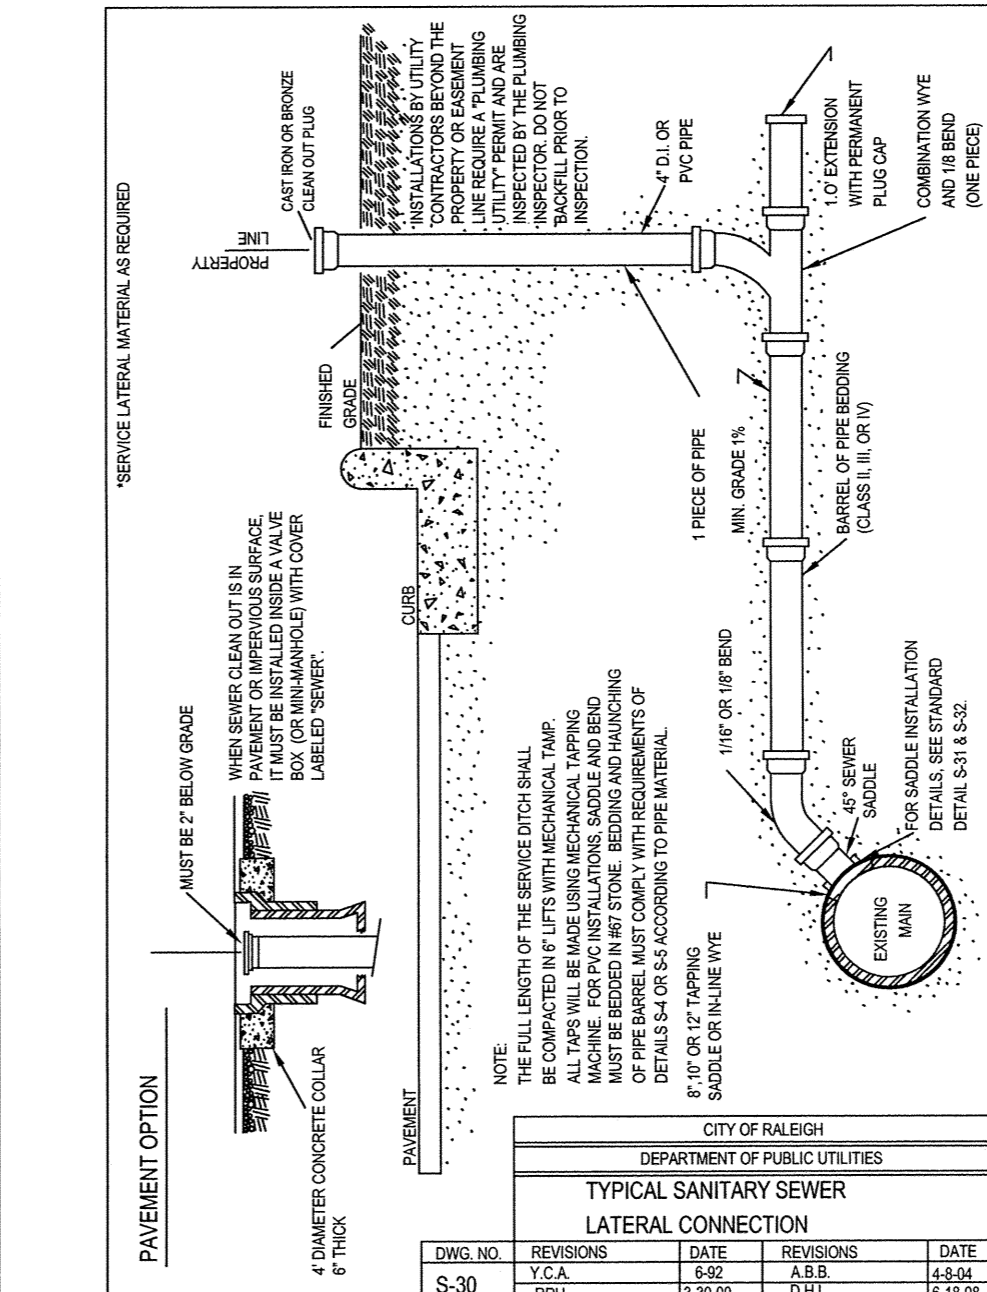 *SERVICE LATERAL MATERIAL AS REQUIRED
PAVEMENT OPTION
MUST BE 2" BELOW GRADE
WHEN SEWER CLEAN OUT IS IN
PAVEMENT OR IMPERVIOUS SURFACE,
IT MUST BE INSTALLED INSIDE A VALVE
BOX (OR MINI-MANHOLE) WITH COVER
LABELED "SEWER".
4' DIAMETER CONCRETE COLLAR
6" THICK
PROPERTY
LINE
CAST IRON OR BRONZE
CLEAN OUT PLUG
FINISHED
GRADE
CURB
PAVEMENT
*INSTALLATIONS BY UTILITY
CONTRACTORS BEYOND THE
PROPERTY OR EASEMENT
LINE REQUIRE A "PLUMBING
UTILITY" PERMIT AND ARE
INSPECTED BY THE PLUMBING
INSPECTOR. DO NOT
BACKFILL PRIOR TO
INSPECTION.
4" D.I. OR
PVC PIPE
1 PIECE OF PIPE
1.0' EXTENSION
WITH PERMANENT
PLUG CAP
COMBINATION WYE
AND 1/8 BEND
(ONE PIECE)
MIN. GRADE 1%
BARREL OF PIPE BEDDING
(CLASS II, III, OR IV)
1/16" OR 1/8" BEND
45° SEWER
SADDLE
FOR SADDLE INSTALLATION
DETAILS, SEE STANDARD
DETAIL S-31 & S-32.
EXISTING
MAIN
8",10" OR 12" TAPPING
SADDLE OR IN-LINE WYE
NOTE:
THE FULL LENGTH OF THE SERVICE DITCH SHALL
BE COMPACTED IN 6" LIFTS WITH MECHANICAL TAMP.
ALL TAPS WILL BE MADE USING MECHANICAL TAPPING
MACHINE. FOR PVC INSTALLATIONS, SADDLE AND BEND
MUST BE BEDDED IN #67 STONE. BEDDING AND HAUNCHING
OF PIPE BARREL MUST COMPLY WITH REQUIREMENTS OF
DETAILS S-4 OR S-5 ACCORDING TO PIPE MATERIAL.
CITY OF RALEIGH
DEPARTMENT OF PUBLIC UTILITIES
TYPICAL SANITARY SEWER
LATERAL CONNECTION
DWG. NO. REVISIONS DATE REVISIONS DATE
S-30 Y.C.A. 6-92 A.B.B. 4-8-04